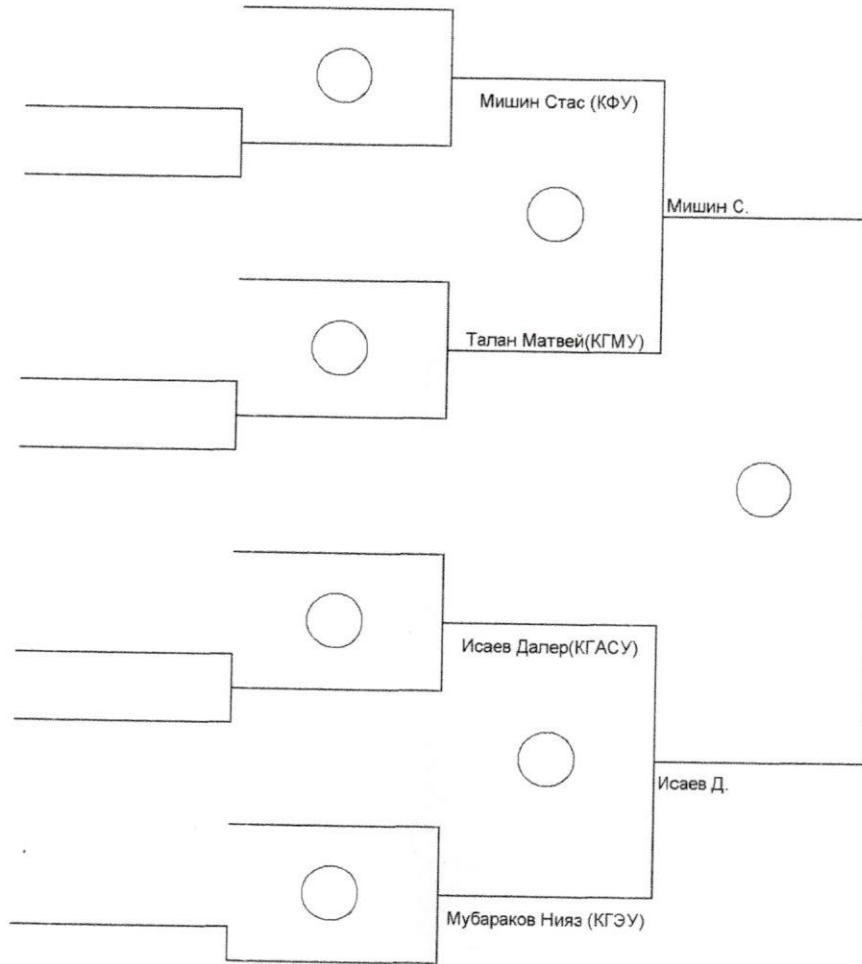 Мишин Стас (КФУ)
Мишин С.
Талан Матвей(КГМУ)
Исаев Далер(КГАСУ)
Исаев Д.
Мубараков Нияз (КГЭУ)